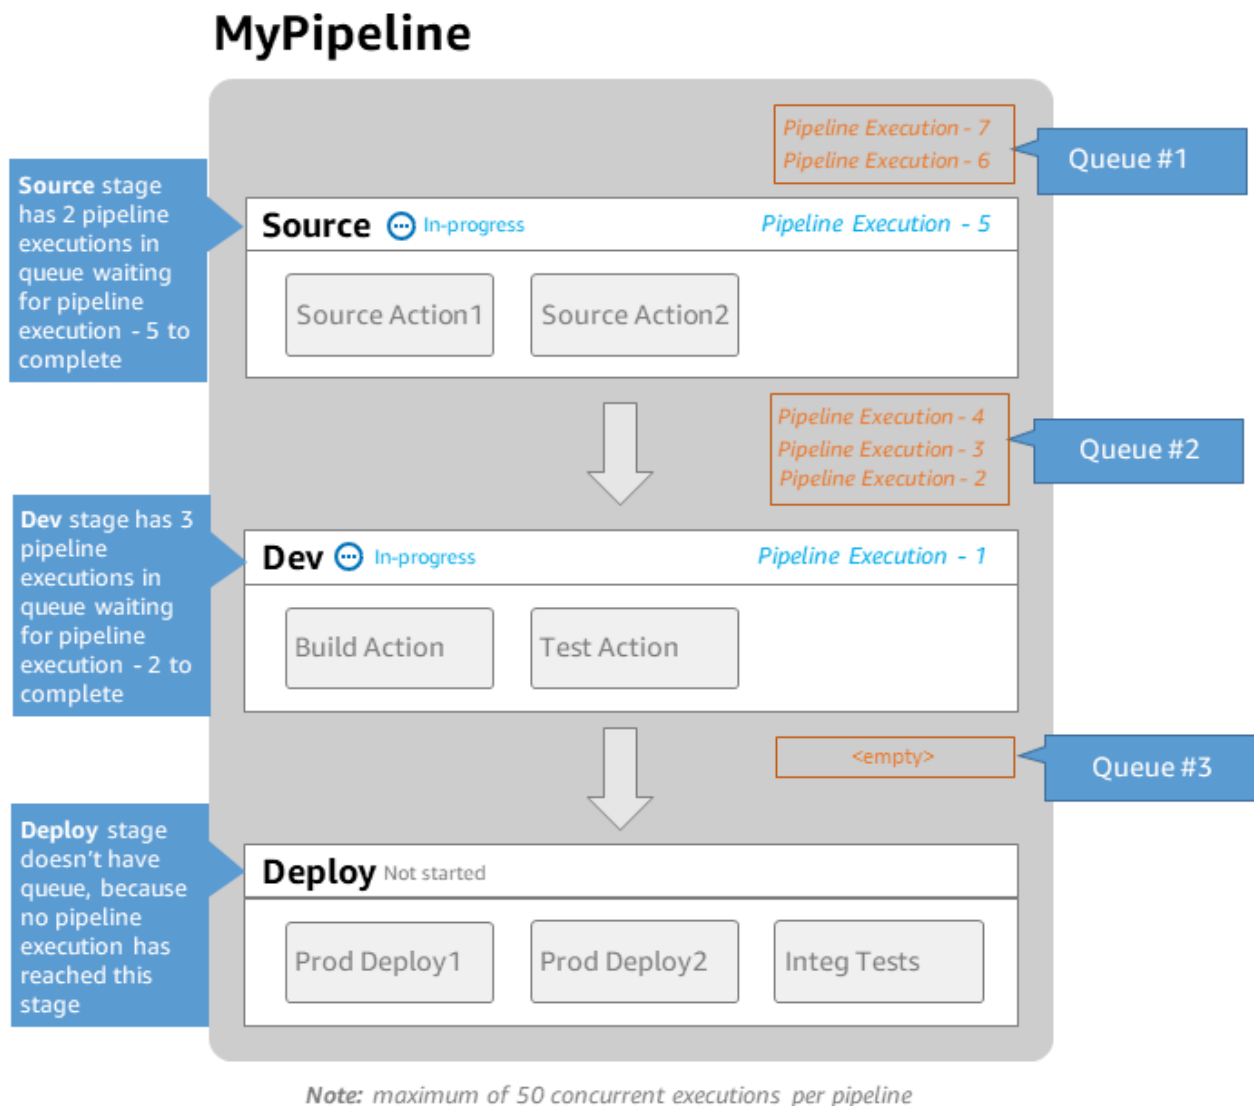 MyPipeline
Pipeline Execution - 7
Pipeline Execution - 6
Queue #1
Source stage
has 2 pipeline
executions in
queue waiting
for pipeline
execution - 5 to
complete
Source In-progress Pipeline Execution - 5
Source Action1 Source Action2
Pipeline Execution - 4
Pipeline Execution - 3
Pipeline Execution - 2
Queue #2
Dev stage has 3
pipeline
executions in
queue waiting
for pipeline
execution - 2 to
complete
Dev In-progress Pipeline Execution - 1
Build Action Test Action
<empty>
Queue #3
Deploy stage
doesn't have
queue, because
no pipeline
execution has
reached this
stage
Deploy Not started
Prod Deploy1 Prod Deploy2 Integ Tests
Note: maximum of 50 concurrent executions per pipeline